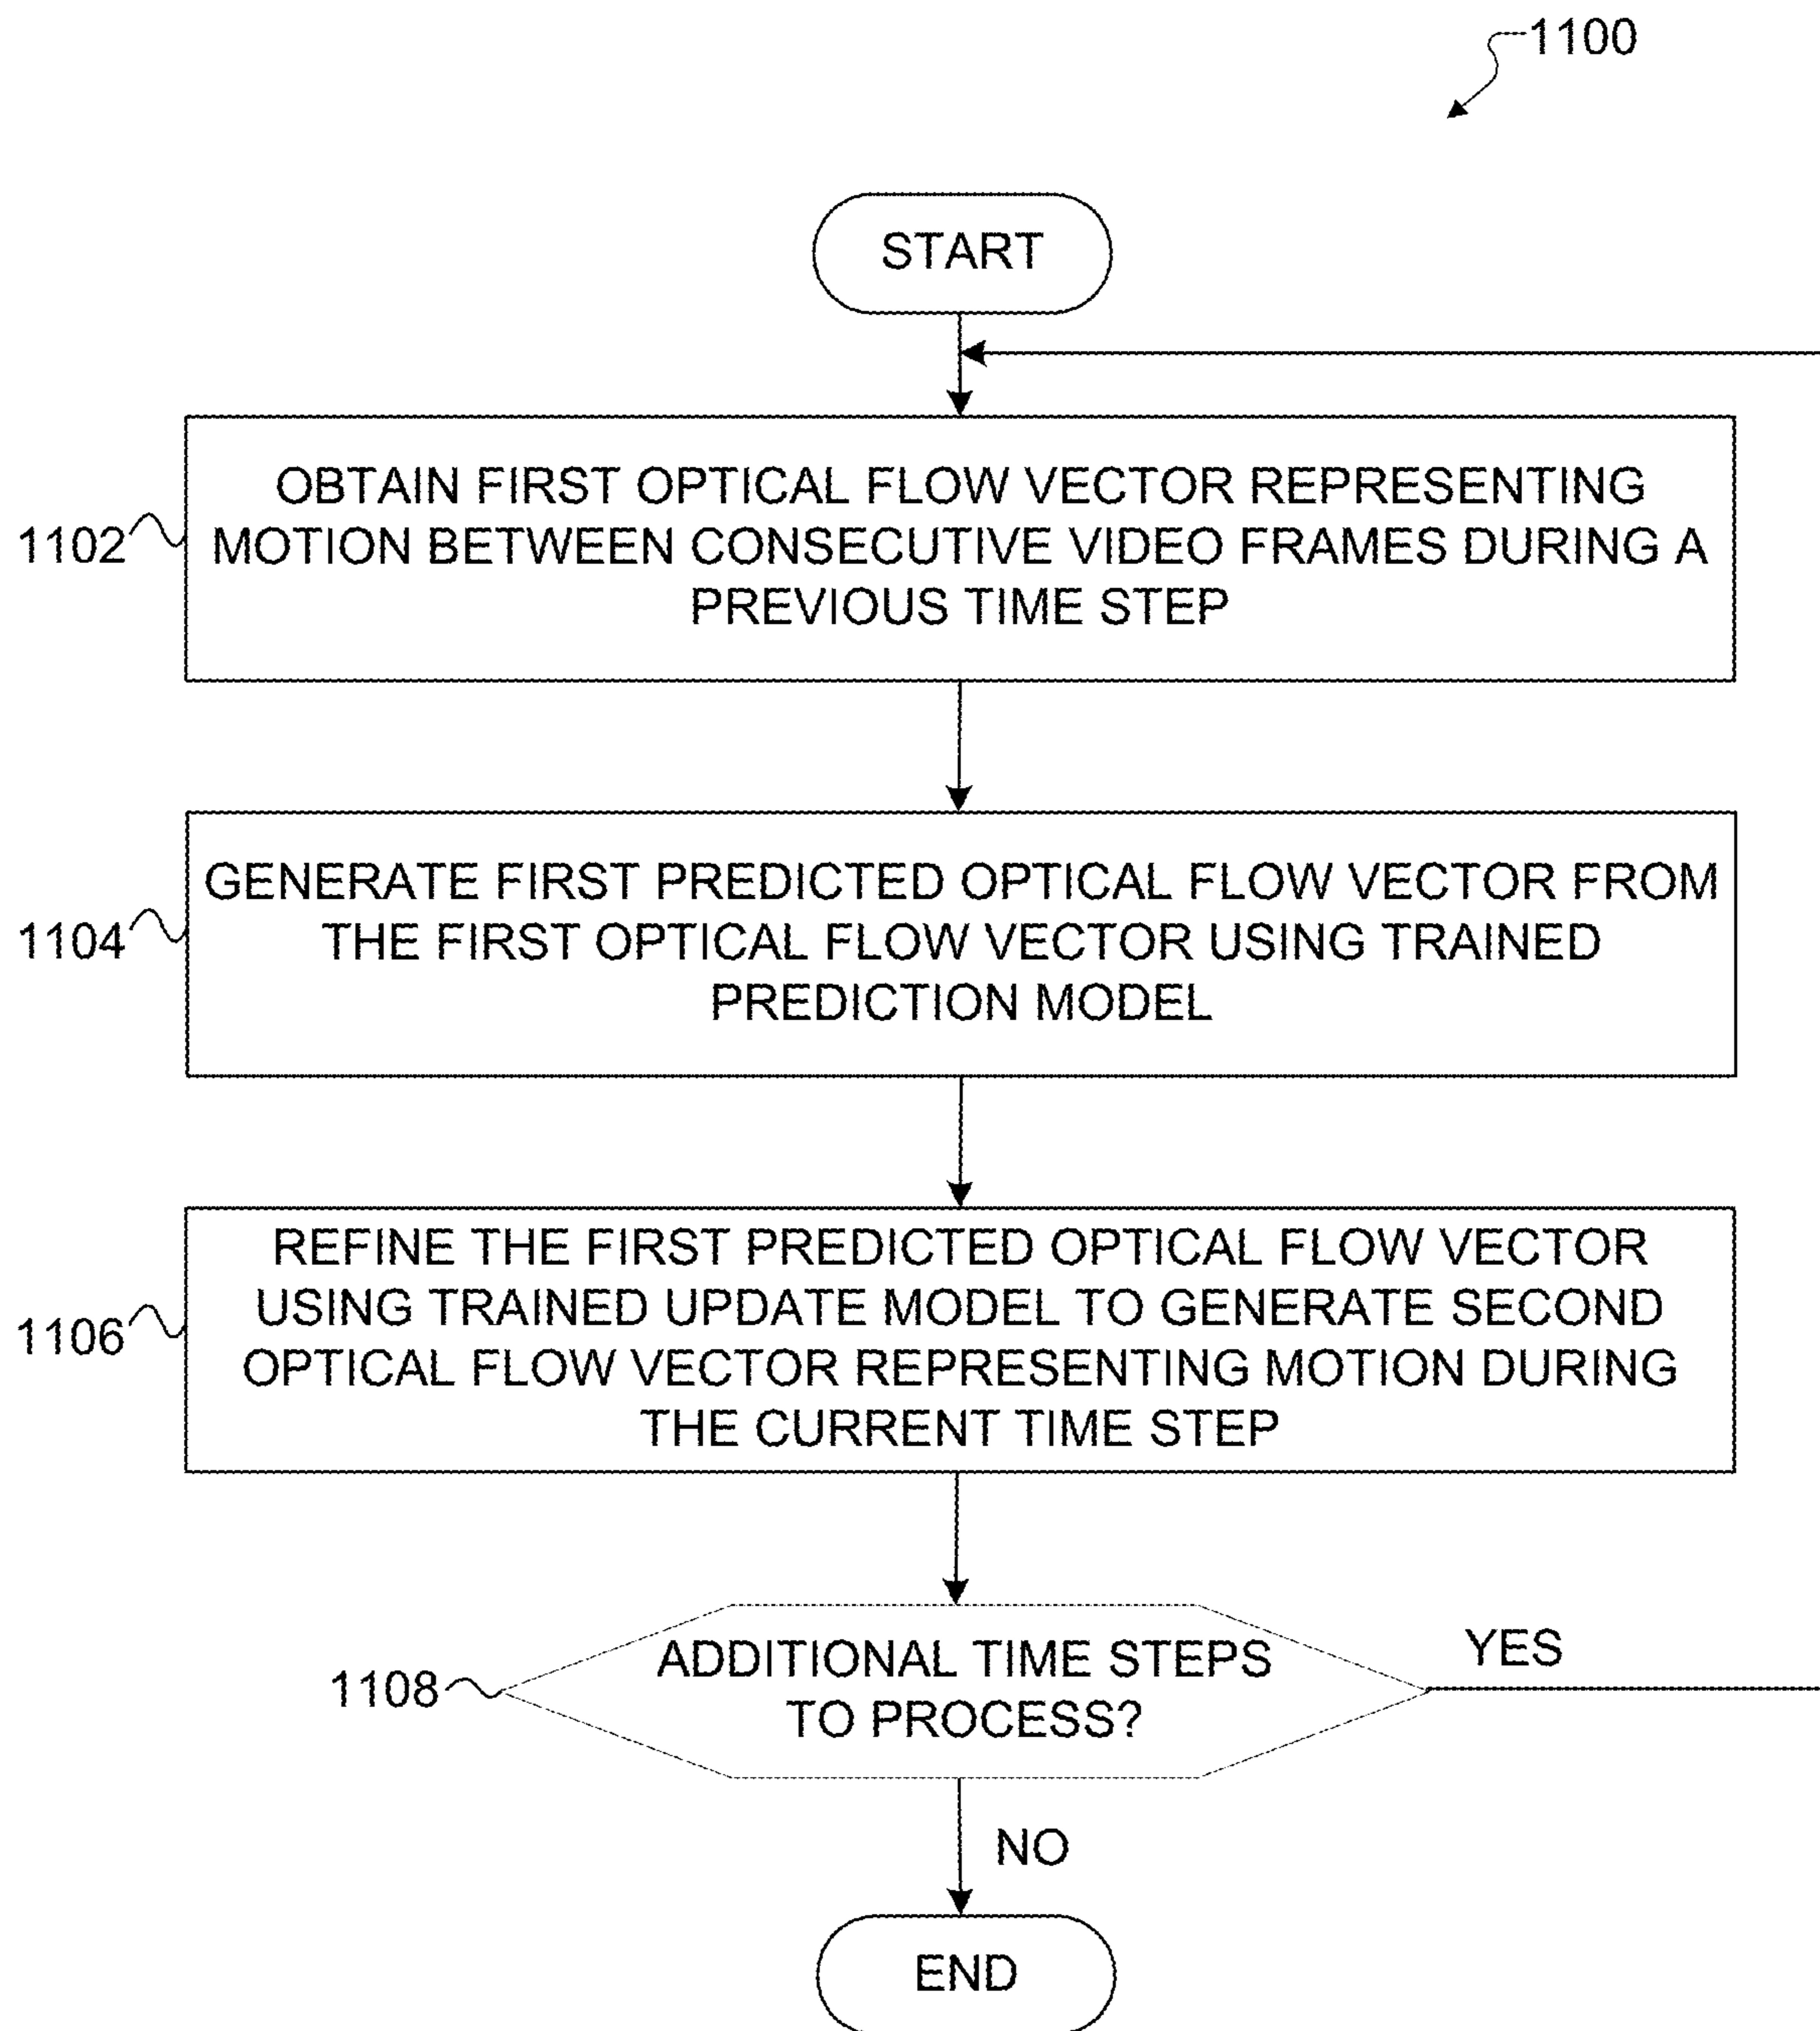 1100
START
1102
OBTAIN FIRST OPTICAL FLOW VECTOR REPRESENTING
MOTION BETWEEN CONSECUTIVE VIDEO FRAMES DURING A
PREVIOUS TIME STEP
1104
GENERATE FIRST PREDICTED OPTICAL FLOW VECTOR FROM
THE FIRST OPTICAL FLOW VECTOR USING TRAINED
PREDICTION MODEL
1106
REFINE THE FIRST PREDICTED OPTICAL FLOW VECTOR
USING TRAINED UPDATE MODEL TO GENERATE SECOND
OPTICAL FLOW VECTOR REPRESENTING MOTION DURING
THE CURRENT TIME STEP
1108
ADDITIONAL TIME STEPS
TO PROCESS?
YES
NO
END